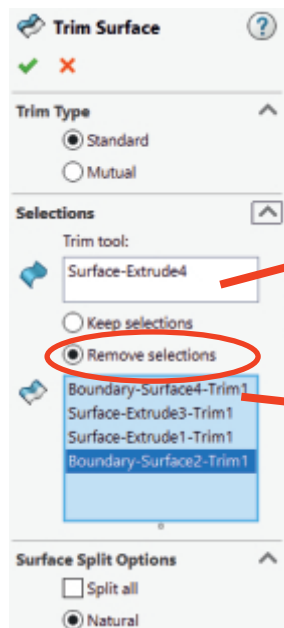 Trim Surface
?
Trim Type
Standard
Mutual
Selections
Trim tool:
Surface-Extrude4
Keep selections
Remove selections
Boundary-Surface4-Trim1
Surface-Extrude3-Trim1
Surface-Extrude1-Trim1
Boundary-Surface2-Trim1
Surface Split Options
Split all
Natural